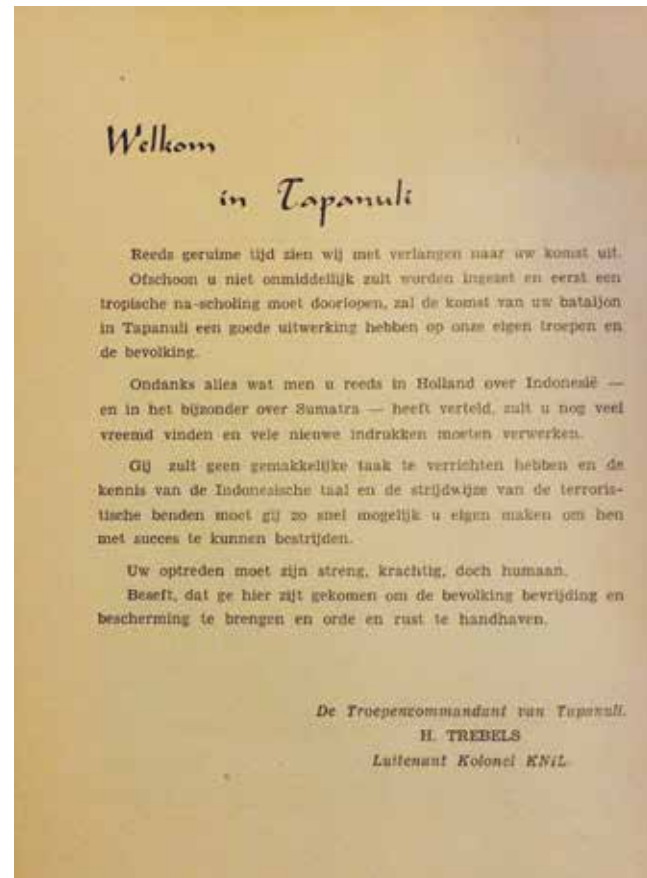 Welkom
in Tapanuli
Reeds geruime tijd zien wij met verlangen naar uw komst uit.
Ofschoon u niet onmiddellijk zult worden ingezet en eerst een
tropische na-scholing moet doorlopen, zal de komst van uw bataljon
in Tapanuli een goede uitwerking hebben op onze eigen troepen en
de bevolking.
Ondanks alles wat men u reeds in Holland over Indonesië —
en in het bijzonder over Sumatra — heeft verteld, zult u nog veel
vreemd vinden en vele nieuwe indrukken moeten verwerken.
Gij zult geen gemakkelijke taak te verrichten hebben en de
kennis van de Indonesische taal en de strijdwijze van de terroris-
tische benden moet gij zo snel mogelijk u eigen maken om hen
met succes te kunnen bestrijden.
Uw optreden moet zijn streng, krachtig, doch humaan.
Beseft, dat ge hier zijt gekomen om de bevolking bevrijding en
bescherming te brengen en orde en rust te handhaven.
De Troepencommandant van Tapanuli.
H. TREBELS
Luitenant Kolonel KNIL